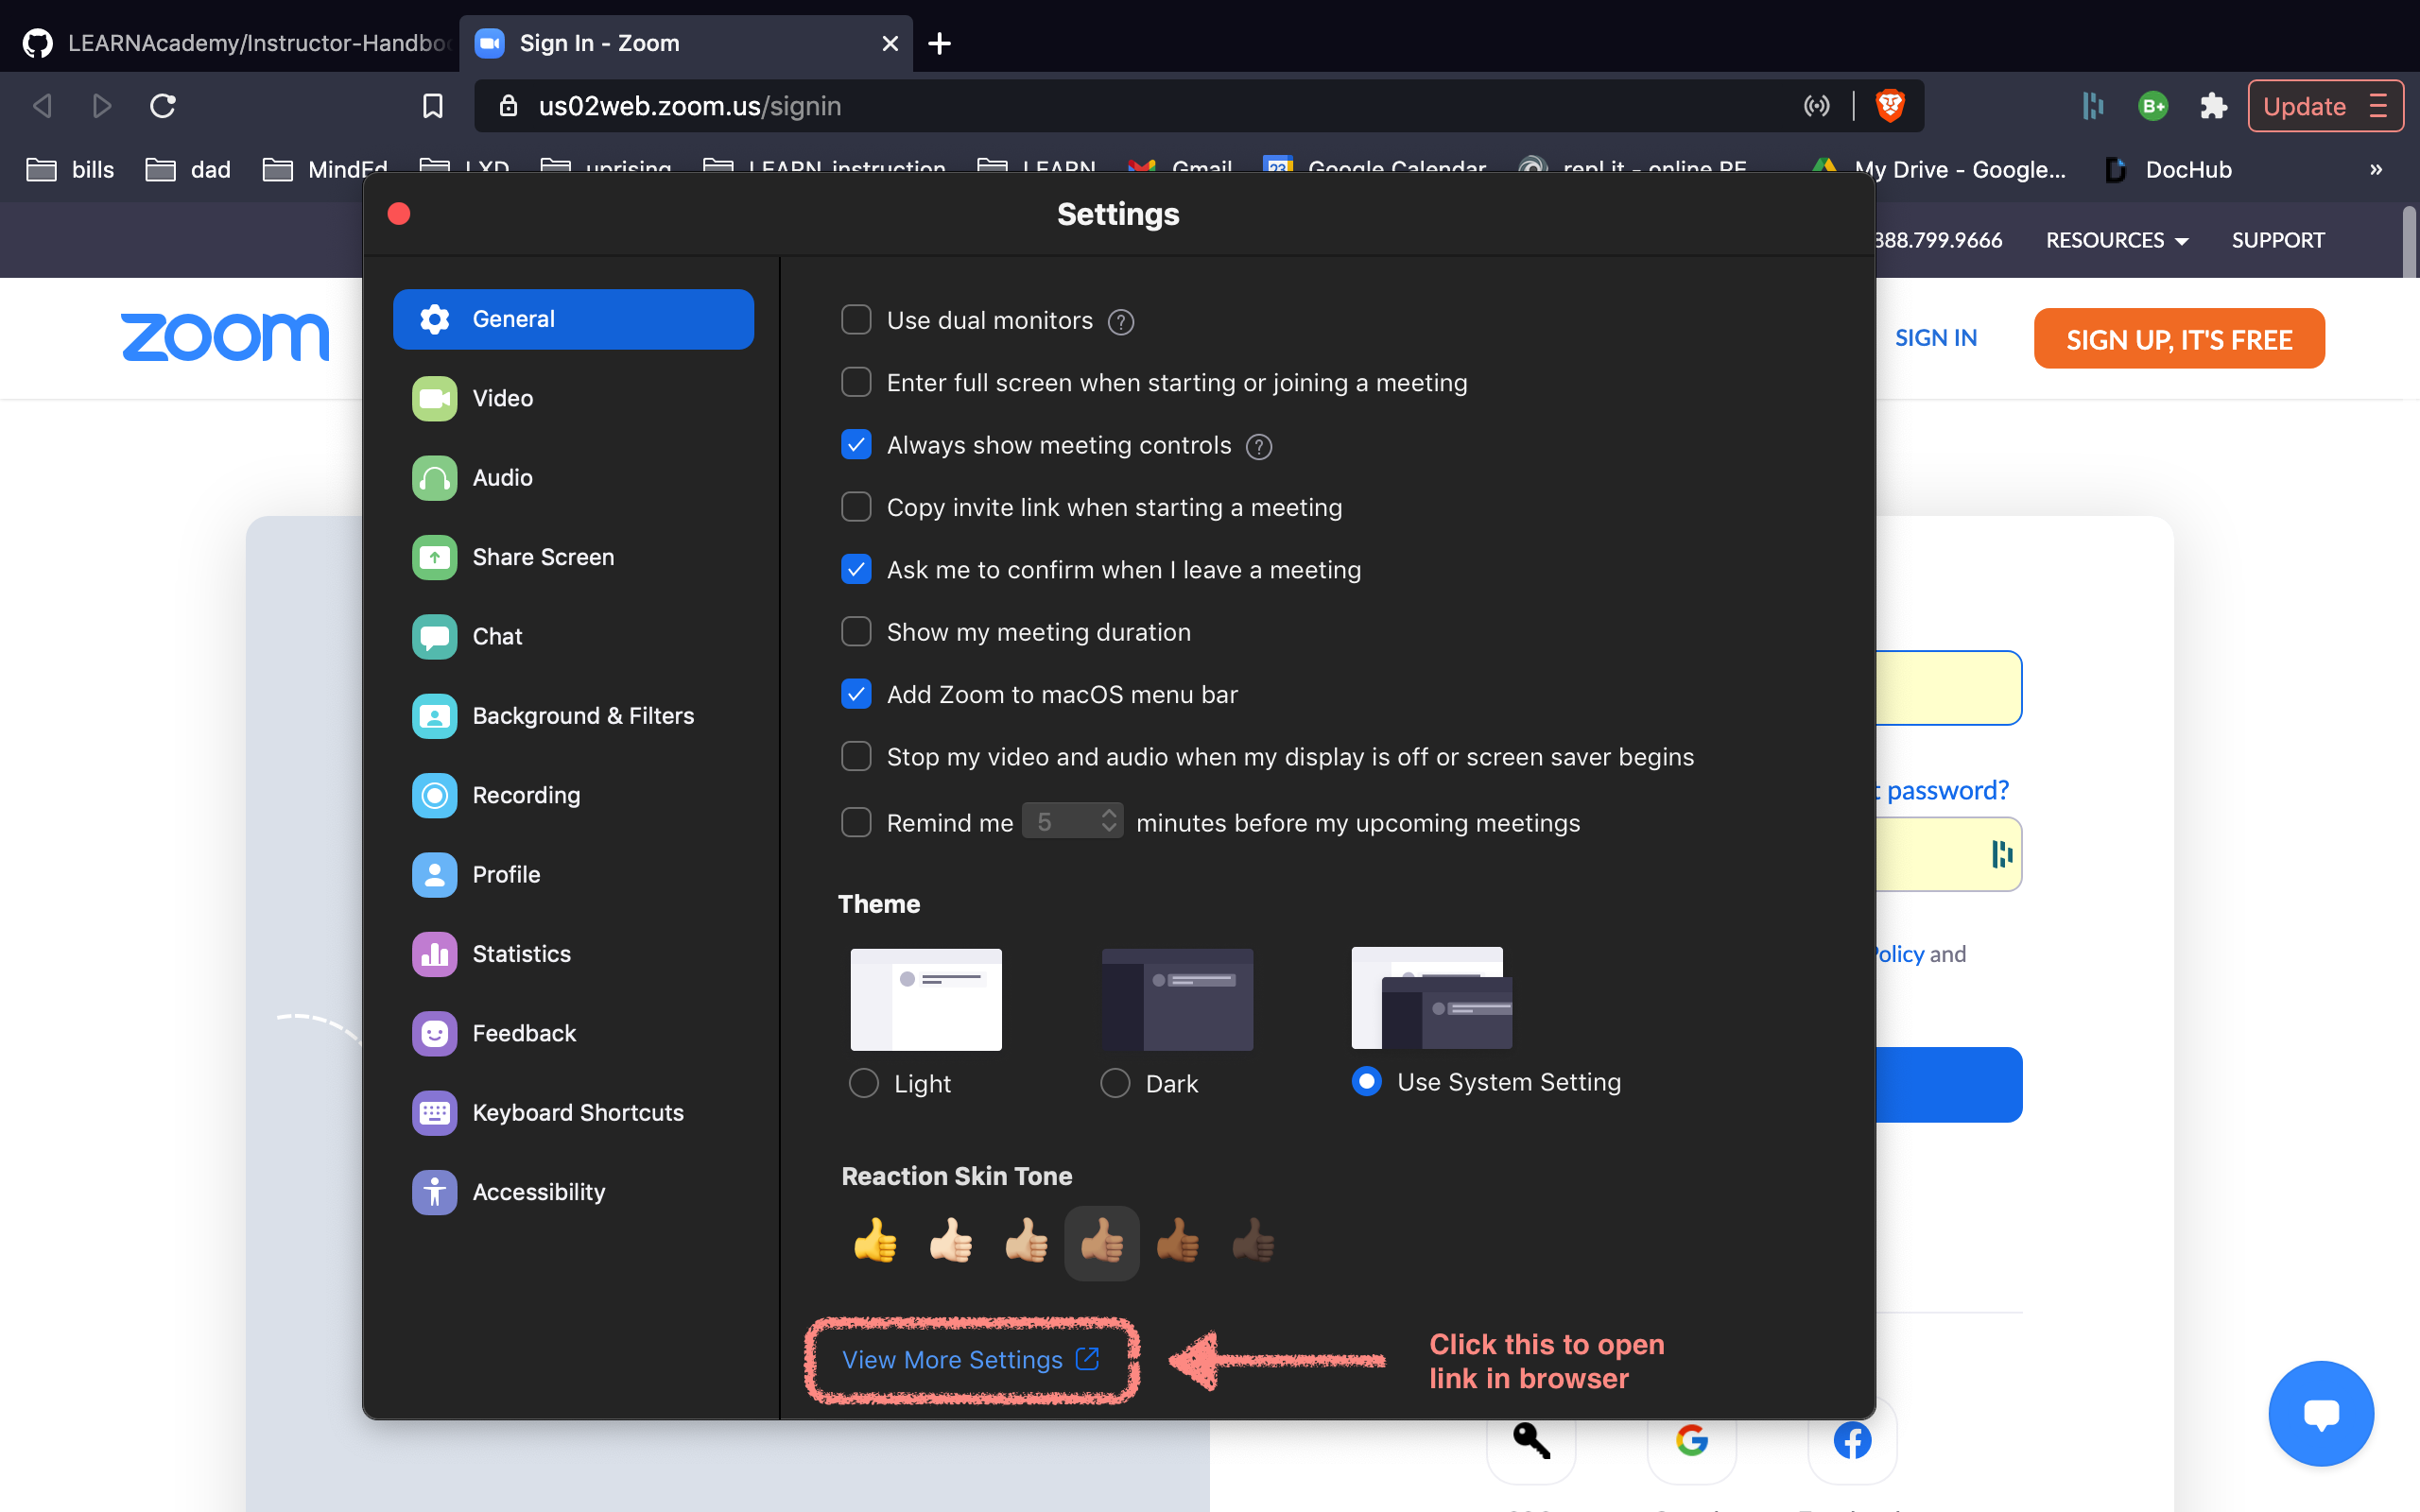 LEARNAcademy/Instructor-Handbo
Sign In - Zoom
us02web.zoom.us/signin
Update
bills
dad
MindEd
LXD
uprising
LEARN instruction
LEARN
Gmail
Google Calendar
repl.it - online RE
My Drive - Google...
DocHub
»
Settings
888.799.9666
RESOURCES
SUPPORT
zoom
SIGN IN
SIGN UP, IT'S FREE
General
Video
Audio
Share Screen
Chat
Background & Filters
Recording
Profile
Statistics
Feedback
Keyboard Shortcuts
Accessibility
Use dual monitors ?
Enter full screen when starting or joining a meeting
Always show meeting controls ?
Copy invite link when starting a meeting
Ask me to confirm when I leave a meeting
Show my meeting duration
Add Zoom to macOS menu bar
Stop my video and audio when my display is off or screen saver begins
Remind me 5 minutes before my upcoming meetings
Theme
Light
Dark
Use System Setting
Reaction Skin Tone
View More Settings
Click this to open
link in browser
t password?
Policy and